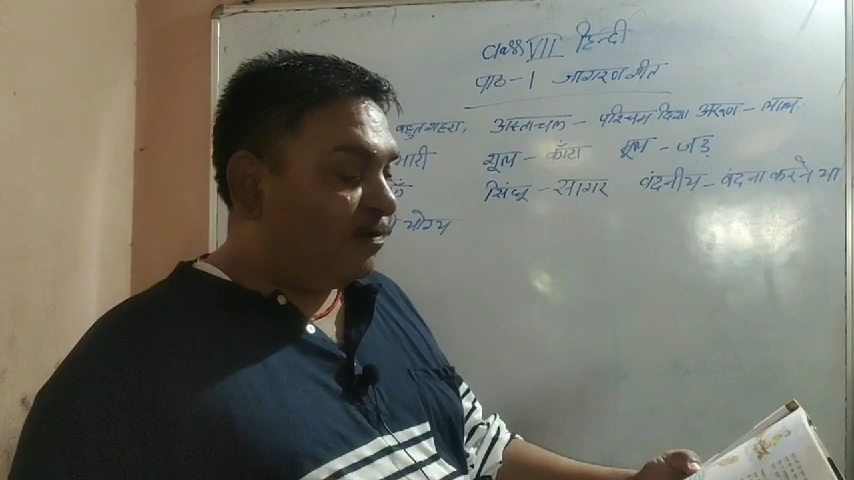 Class VII हिन्दी
पाठ-1 जागरण गीत
बहुत गहरा, अस्ताचल - पश्चिम दिशा अरूण - लाल
शूल - काँटा मूल - जड़
सिंधू - सागर वंदनीय - वंदना करने या
योग्य